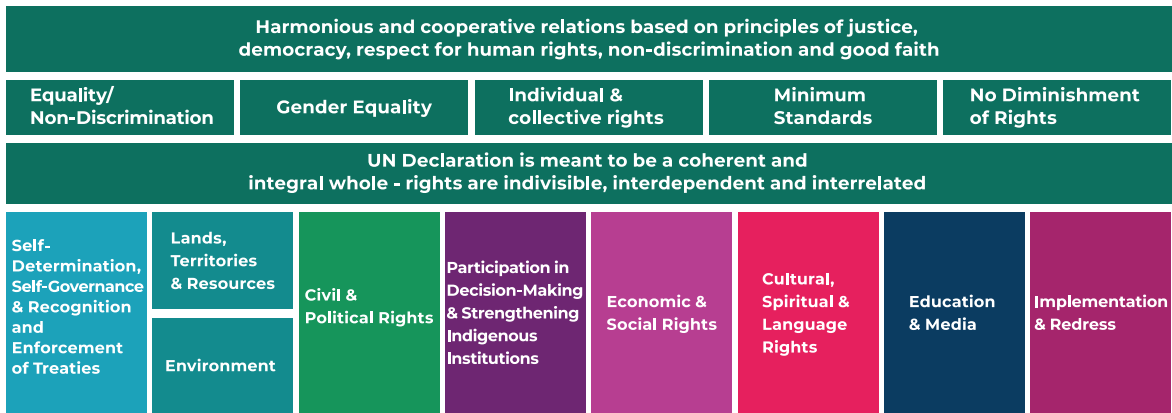 Harmonious and cooperative relations based on principles of justice,
democracy, respect for human rights, non-discrimination and good faith
Equality/
Non-Discrimination
Gender Equality
Individual &
collective rights
Minimum
Standards
No Diminishment
of Rights
UN Declaration is meant to be a coherent and
integral whole - rights are indivisible, interdependent and interrelated
Self-
Determination,
Self-Governance
& Recognition
and
Enforcement
of Treaties
Lands,
Territories
& Resources
Environment
Civil &
Political Rights
Participation in
Decision-Making
& Strengthening
Indigenous
Institutions
Economic &
Social Rights
Cultural,
Spiritual &
Language
Rights
Education
& Media
Implementation
& Redress